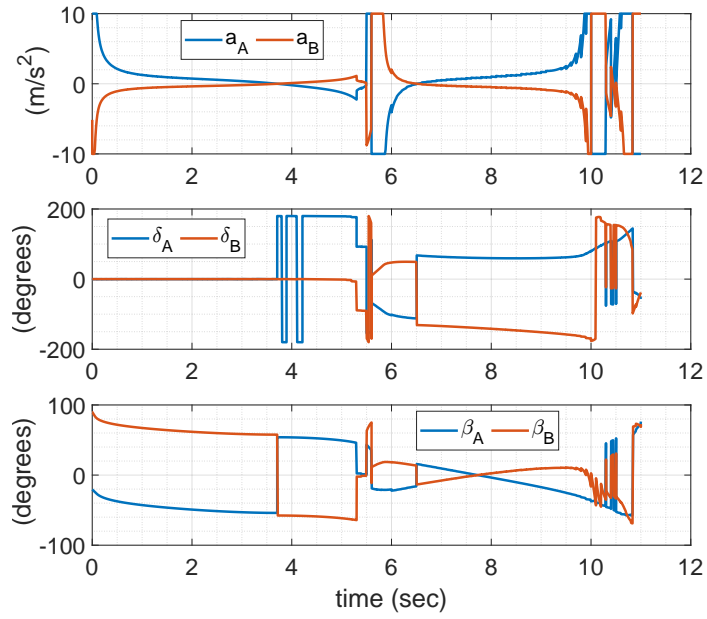 10
0
-10
(m/s²)
a_A a_B
0 2 4 6 8 10 12
200
0
-200
(degrees)
δ_A δ_B
0 2 4 6 8 10 12
100
0
-100
(degrees)
β_A β_B
0 2 4 6 8 10 12
time (sec)